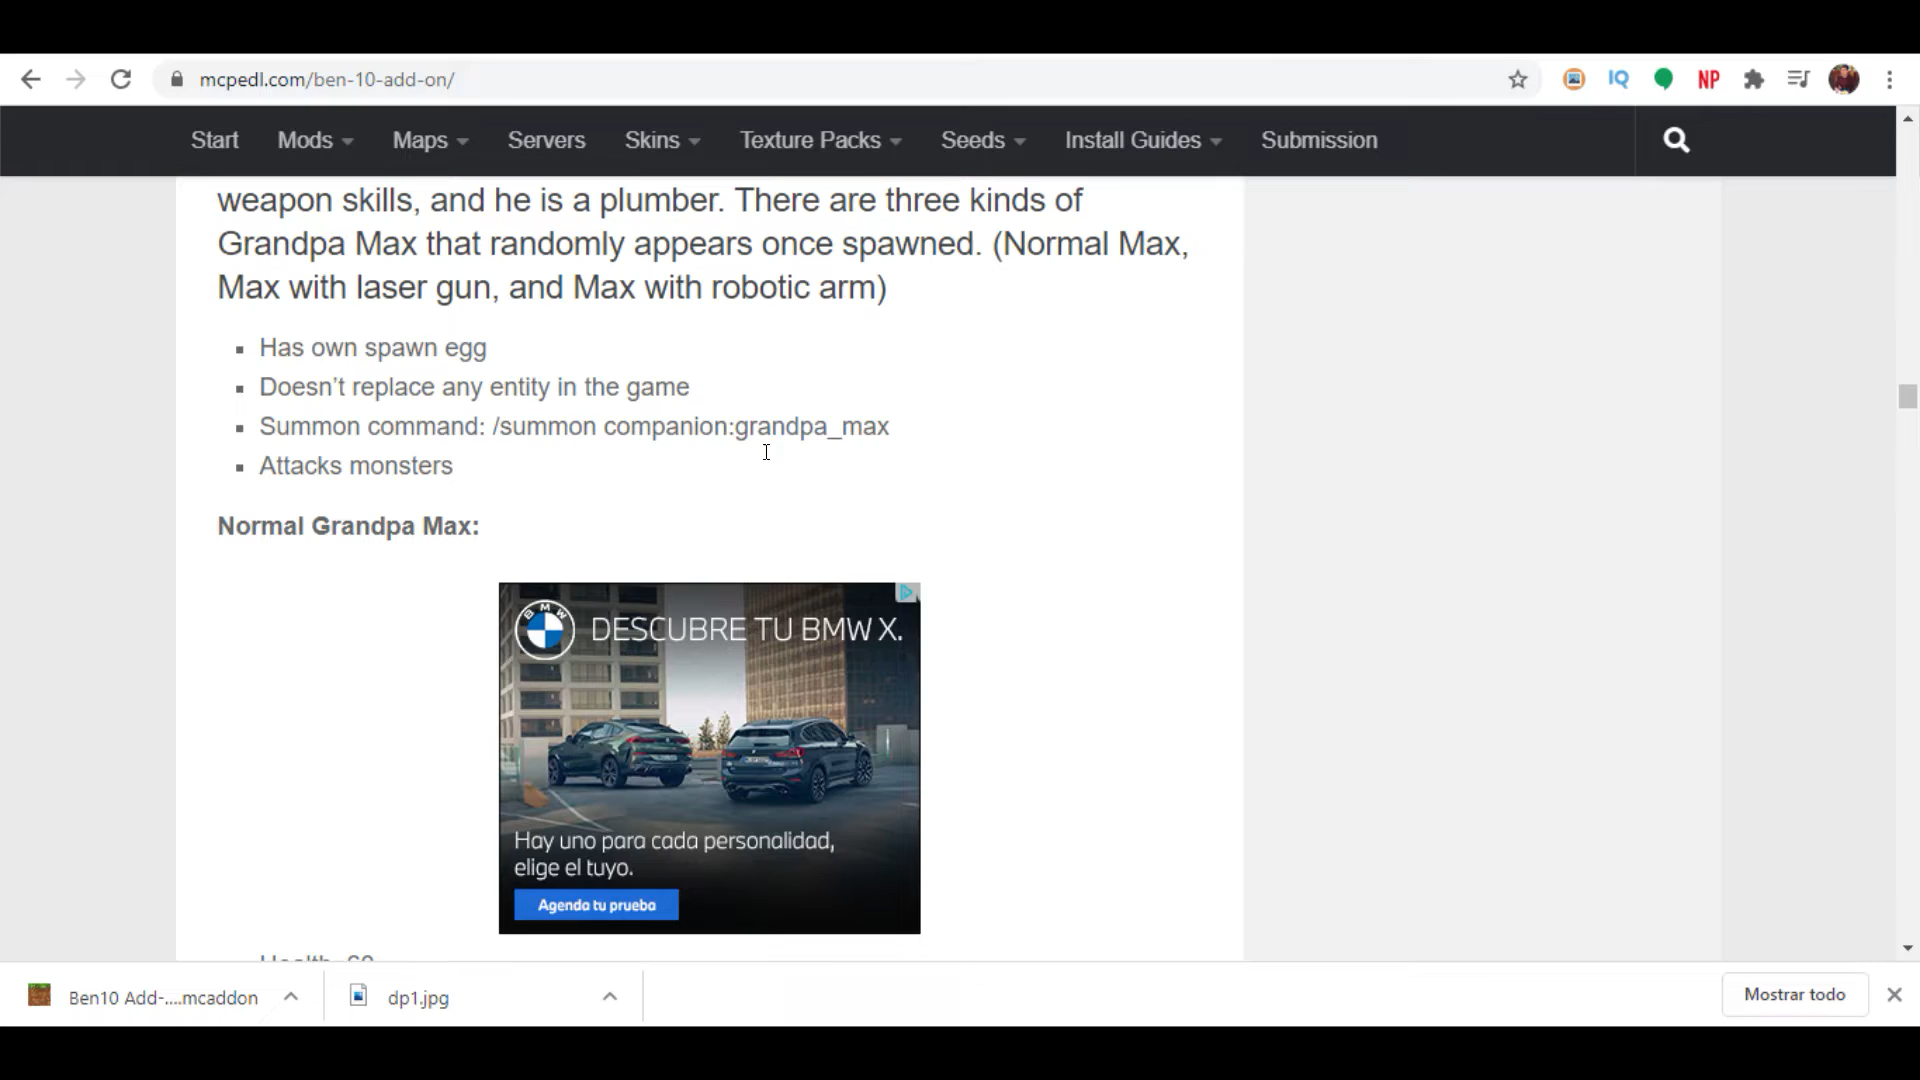 mcpedl.com/ben-10-add-on/
IQ
NP
Start Mods Maps Servers Skins Texture Packs Seeds Install Guides Submission
weapon skills, and he is a plumber. There are three kinds of
Grandpa Max that randomly appears once spawned. (Normal Max,
Max with laser gun, and Max with robotic arm)
Has own spawn egg
Doesn’t replace any entity in the game
Summon command: /summon companion:grandpa_max
Attacks monsters
Normal Grandpa Max:
BMW
DESCUBRE TU BMW X.
Hay uno para cada personalidad,
elige el tuyo.
Agenda tu prueba
Ben10 Add-....mcaddon
dp1.jpg
Mostrar todo